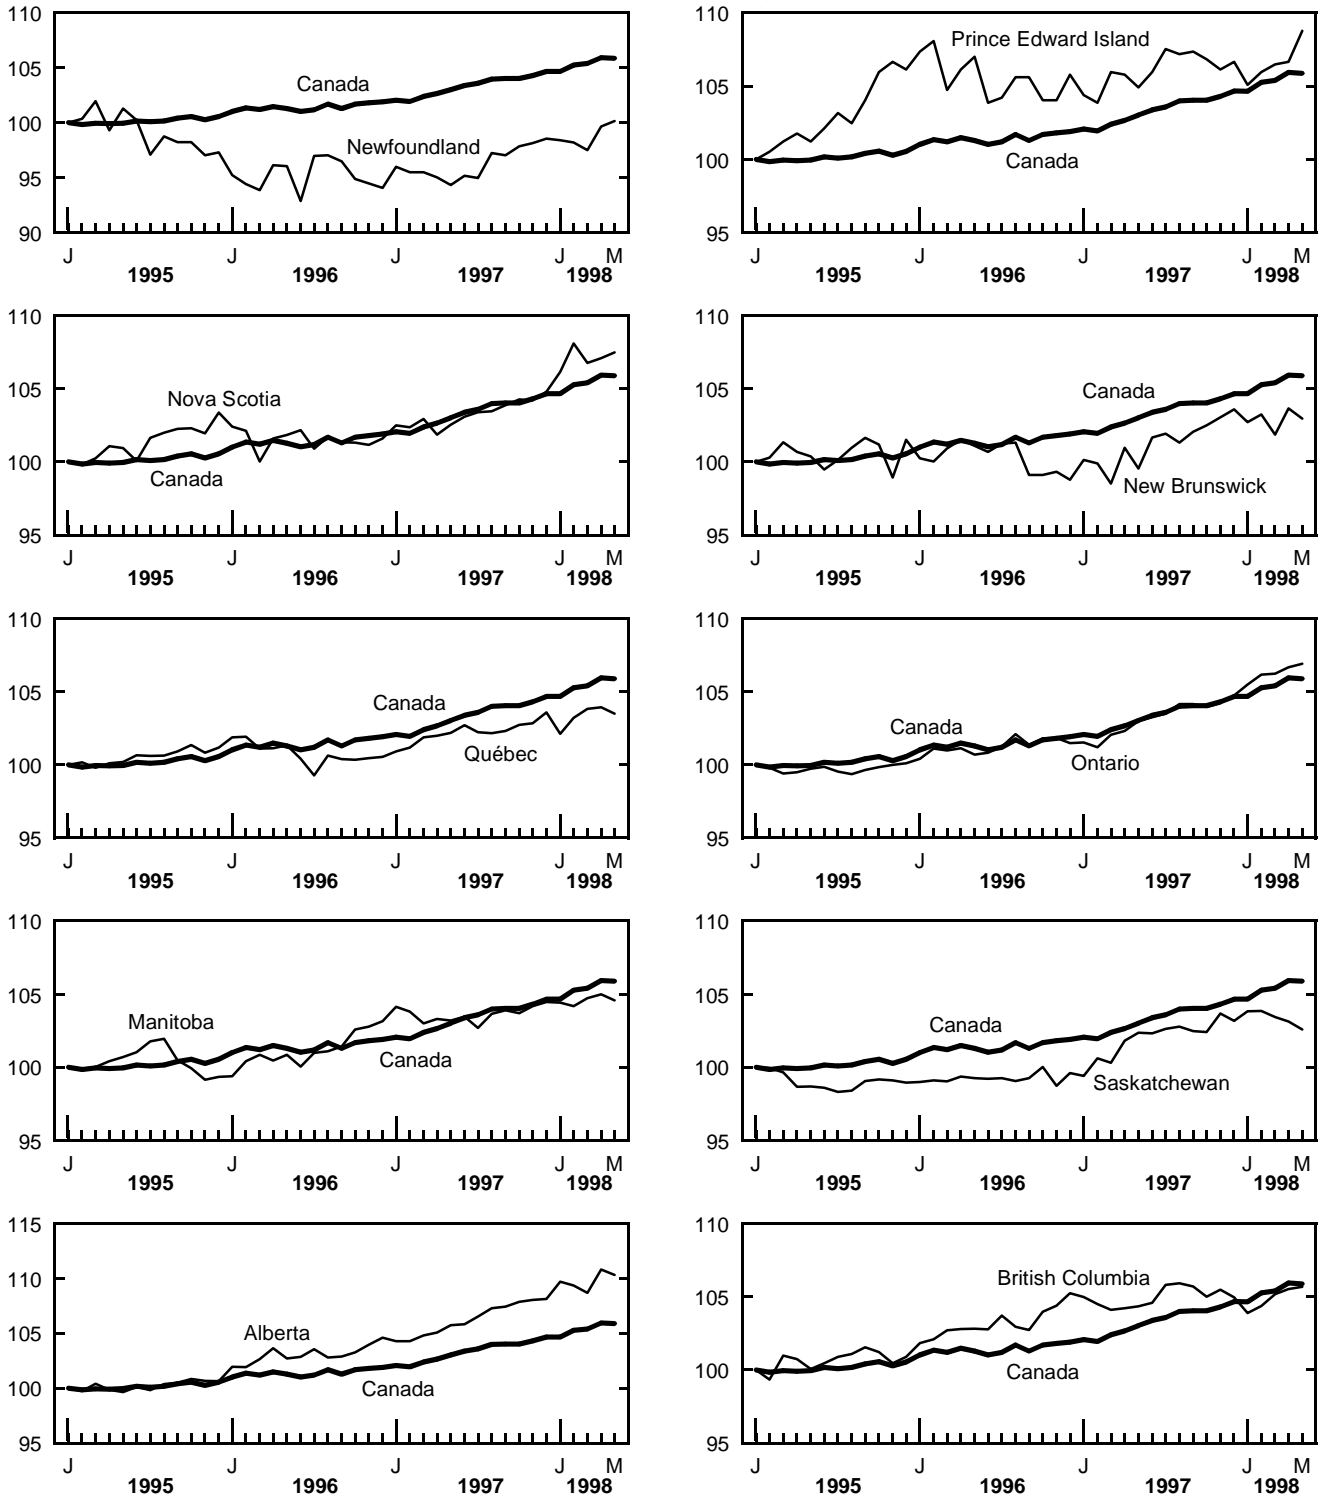 110
105
100
95
90
Canada
Newfoundland
J J J J M
1995 1996 1997 1998
110
105
100
95
Prince Edward Island
Canada
J J J J M
1995 1996 1997 1998
110
105
100
95
Nova Scotia
Canada
J J J J M
1995 1996 1997 1998
110
105
100
95
Canada
New Brunswick
J J J J M
1995 1996 1997 1998
110
105
100
95
Canada
Québec
J J J J M
1995 1996 1997 1998
110
105
100
95
Canada
Ontario
J J J J M
1995 1996 1997 1998
110
105
100
95
Manitoba
Canada
J J J J M
1995 1996 1997 1998
110
105
100
95
Canada
Saskatchewan
J J J J M
1995 1996 1997 1998
115
110
105
100
95
Alberta
Canada
J J J J M
1995 1996 1997 1998
110
105
100
95
British Columbia
Canada
J J J J M
1995 1996 1997 1998